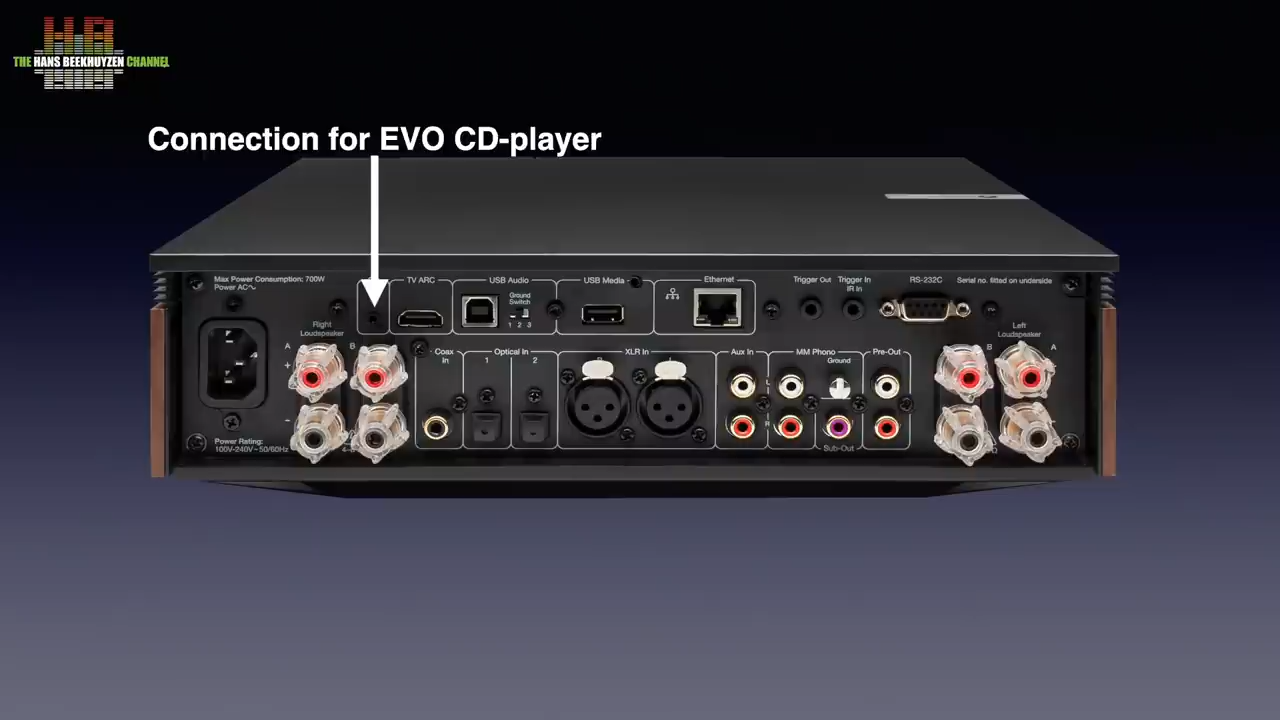 THE HANS BEEKHUYZEN CHANNEL
Connection for EVO CD-player
Max Power Consumption: 700W
Power AC~
TV ARC
USB Audio
USB Media
Ethernet
Trigger Out
Trigger In
IR In
RS-232C
Serial no. fitted on underside
Ground
Switch
1 2 3
Right
Loudspeaker
Left
Loudspeaker
A
B
B
A
+
-
Coax
In
Optical In
1
2
XLR In
Aux In
MM Phono
Ground
Pre-Out
L
R
Sub-Out
Power Rating:
100V-240V~50/60Hz